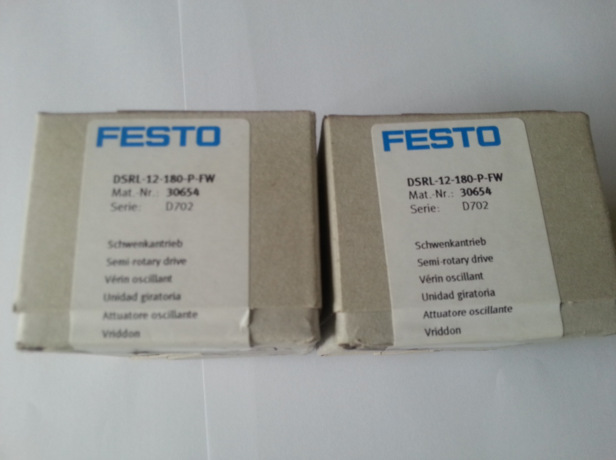 FESTO
DSRL-12-180-P-FW
Mat.-Nr.: 30654
Serie: D702
Schwenkantrieb
Semi-rotary drive
Vérin oscillant
Unidad giratoria
Attuatore oscillante
Vriddon
FESTO
DSRL-12-180-P-FW
Mat.-Nr.: 30654
Serie: D702
Schwenkantrieb
Semi-rotary drive
Vérin oscillant
Unidad giratoria
Attuatore oscillante
Vriddon